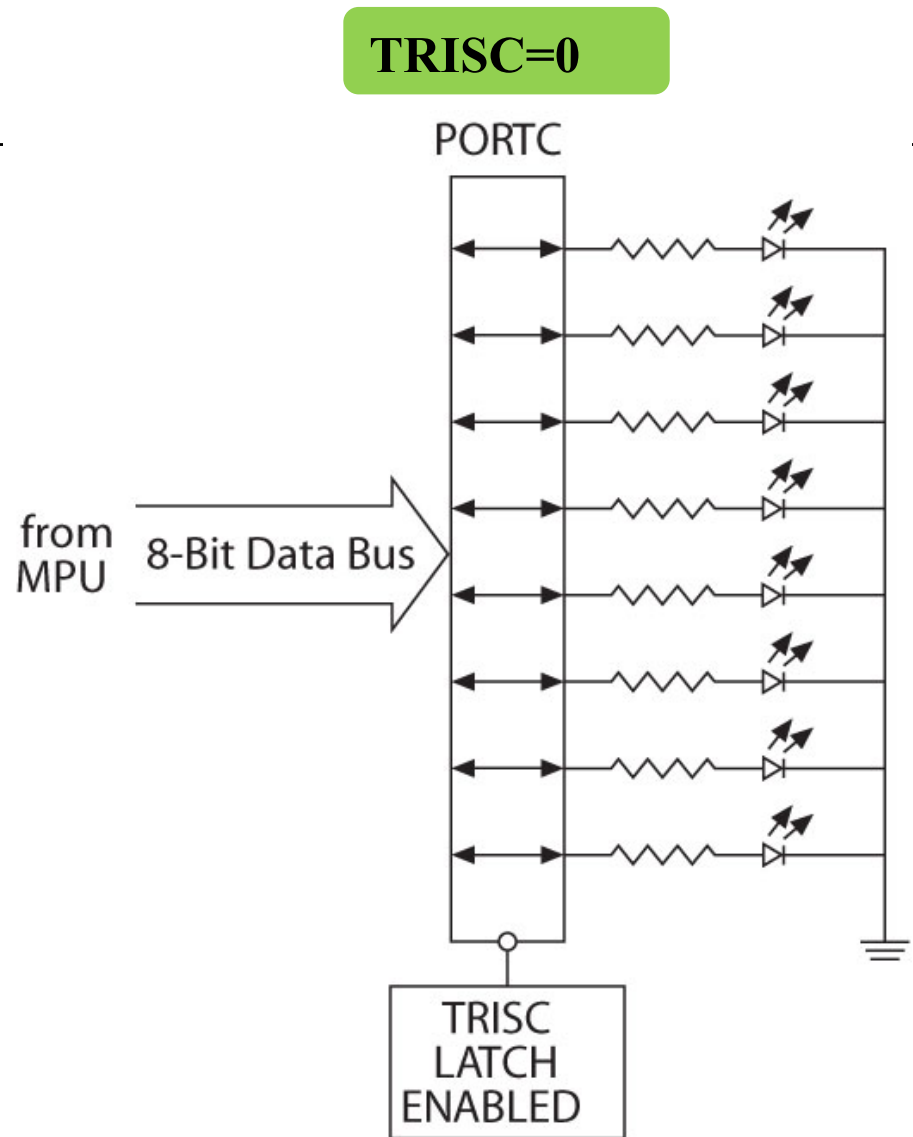 TRISC=0
PORTC
from
MPU
8-Bit Data Bus
TRISC
LATCH
ENABLED